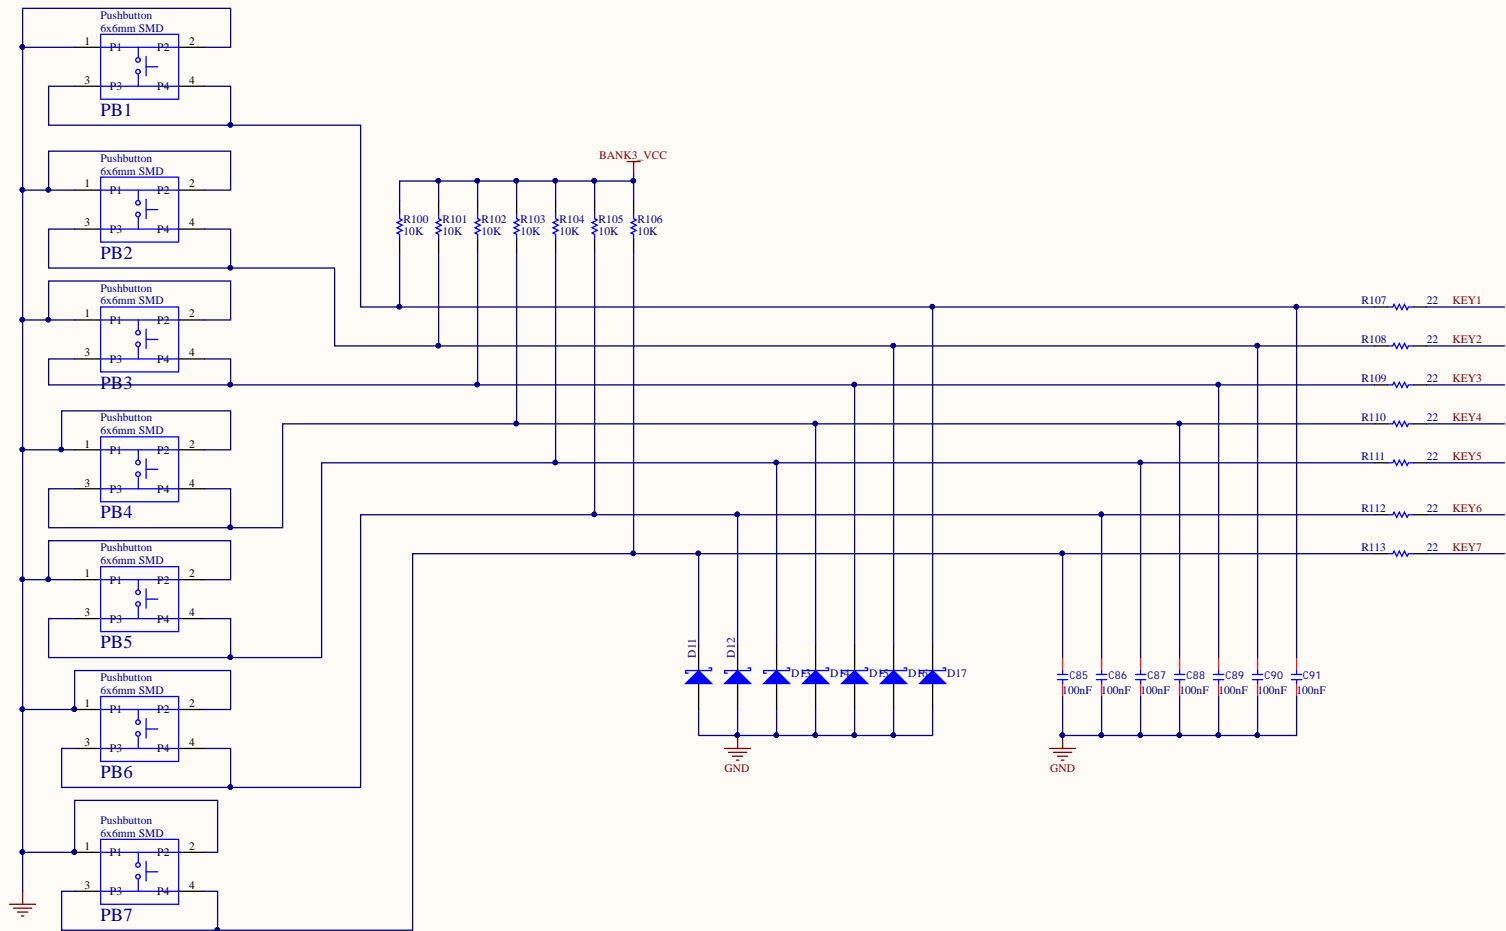 Pushbutton
6x6mm SMD
1 P1 P2 2
3 P3 P4 4
PB1
Pushbutton
6x6mm SMD
1 P1 P2 2
3 P3 P4 4
PB2
Pushbutton
6x6mm SMD
1 P1 P2 2
3 P3 P4 4
PB3
Pushbutton
6x6mm SMD
1 P1 P2 2
3 P3 P4 4
PB4
Pushbutton
6x6mm SMD
1 P1 P2 2
3 P3 P4 4
PB5
Pushbutton
6x6mm SMD
1 P1 P2 2
3 P3 P4 4
PB6
Pushbutton
6x6mm SMD
1 P1 P2 2
3 P3 P4 4
PB7
BANK3_VCC
R100 R101 R102 R103 R104 R105 R106
10K 10K 10K 10K 10K 10K 10K
R107 22 KEY1
R108 22 KEY2
R109 22 KEY3
R110 22 KEY4
R111 22 KEY5
R112 22 KEY6
R113 22 KEY7
D11 D12 D13 D14 D15 D16 D17
GND
C85 C86 C87 C88 C89 C90 C91
100nF 100nF 100nF 100nF 100nF 100nF 100nF
GND